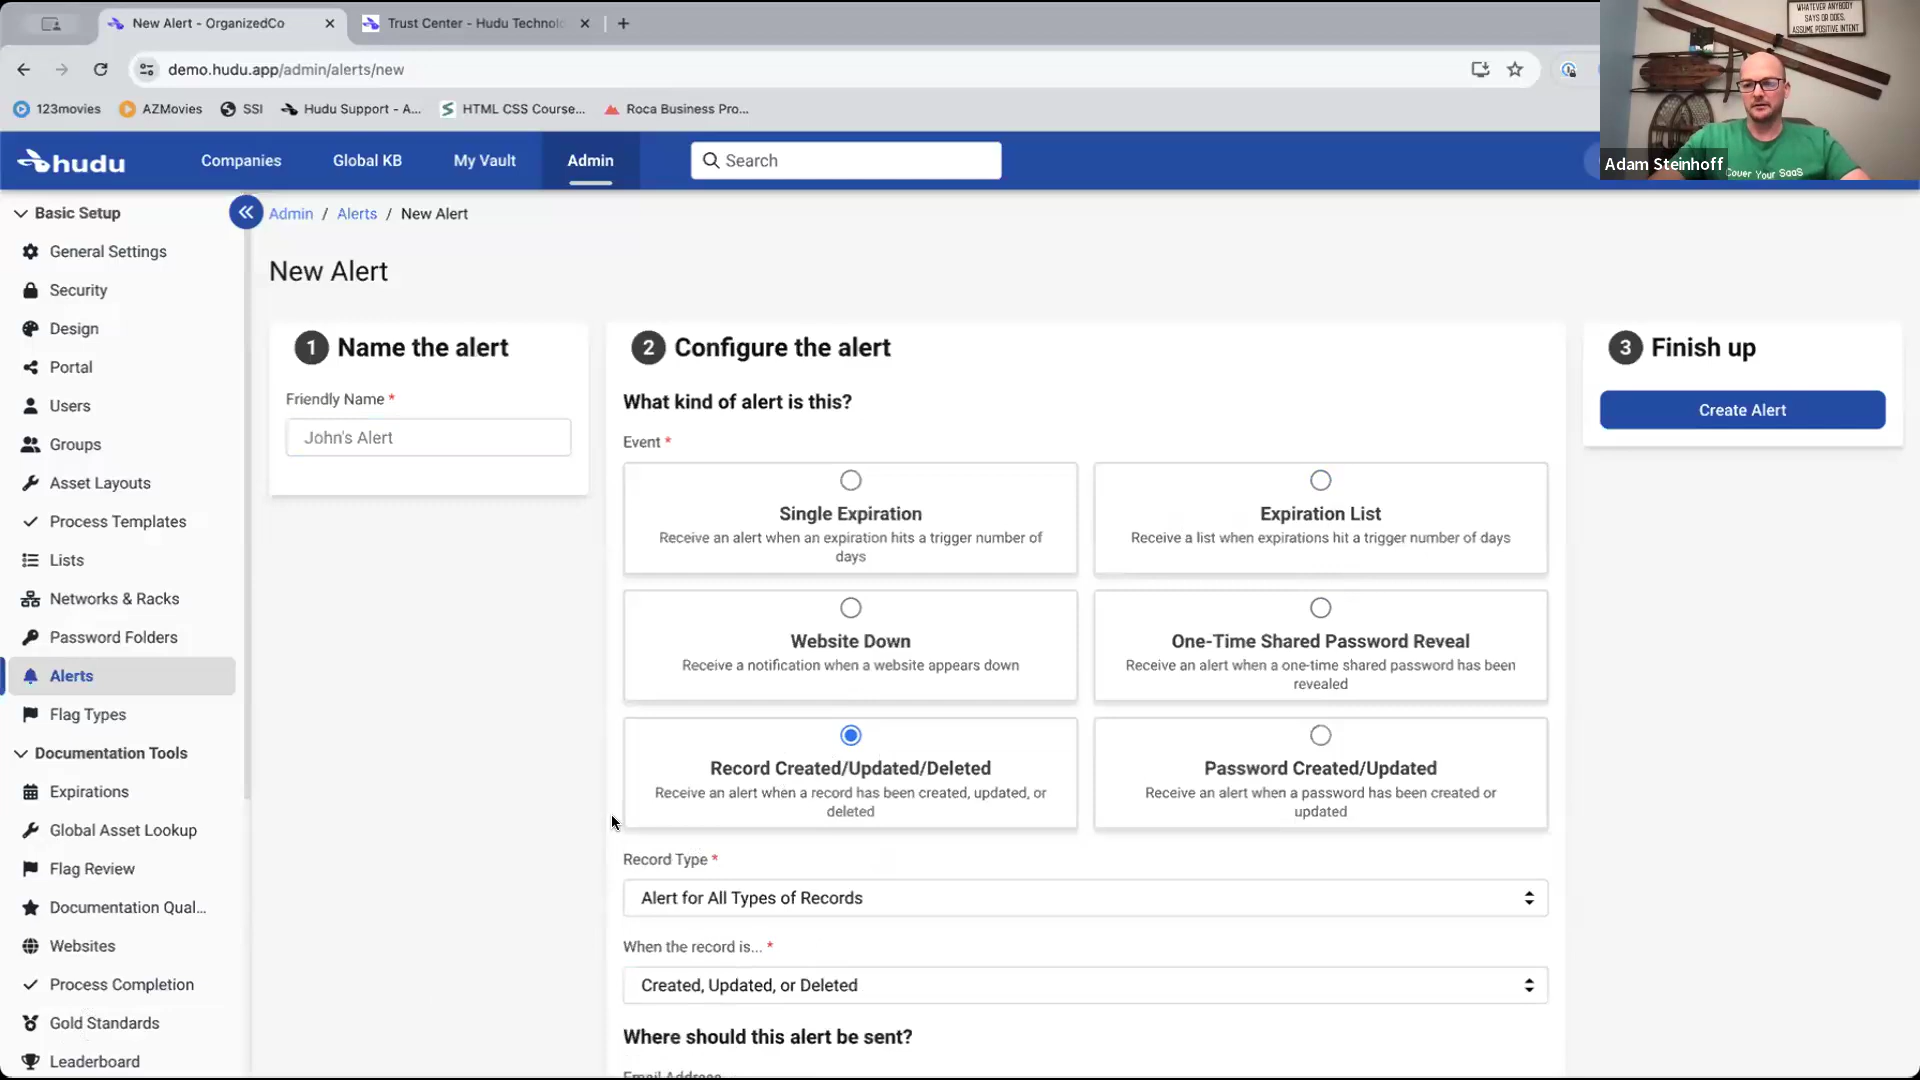 New Alert - OrganizedCo
Trust Center - Hudu Technolo
demo.hudu.app/admin/alerts/new
123movies
AZMovies
SSI
Hudu Support - A...
HTML CSS Course...
Roca Business Pro...
WHATEVER ANYBODY
SAYS OR DOES,
ASSUME POSITIVE INTENT
Cover Your SaaS
Adam Steinhoff
hudu
Companies
Global KB
My Vault
Admin
Search
Basic Setup
General Settings
Security
Design
Portal
Users
Groups
Asset Layouts
Process Templates
Lists
Networks & Racks
Password Folders
Alerts
Flag Types
Documentation Tools
Expirations
Global Asset Lookup
Flag Review
Documentation Qual...
Websites
Process Completion
Gold Standards
Leaderboard
Admin / Alerts / New Alert
New Alert
1 Name the alert
Friendly Name *
John's Alert
2 Configure the alert
What kind of alert is this?
Event *
Single Expiration
Receive an alert when an expiration hits a trigger number of
days
Expiration List
Receive a list when expirations hit a trigger number of days
Website Down
Receive a notification when a website appears down
One-Time Shared Password Reveal
Receive an alert when a one-time shared password has been
revealed
Record Created/Updated/Deleted
Receive an alert when a record has been created, updated, or
deleted
Password Created/Updated
Receive an alert when a password has been created or
updated
Record Type *
Alert for All Types of Records
When the record is... *
Created, Updated, or Deleted
Where should this alert be sent?
Email Address
3 Finish up
Create Alert